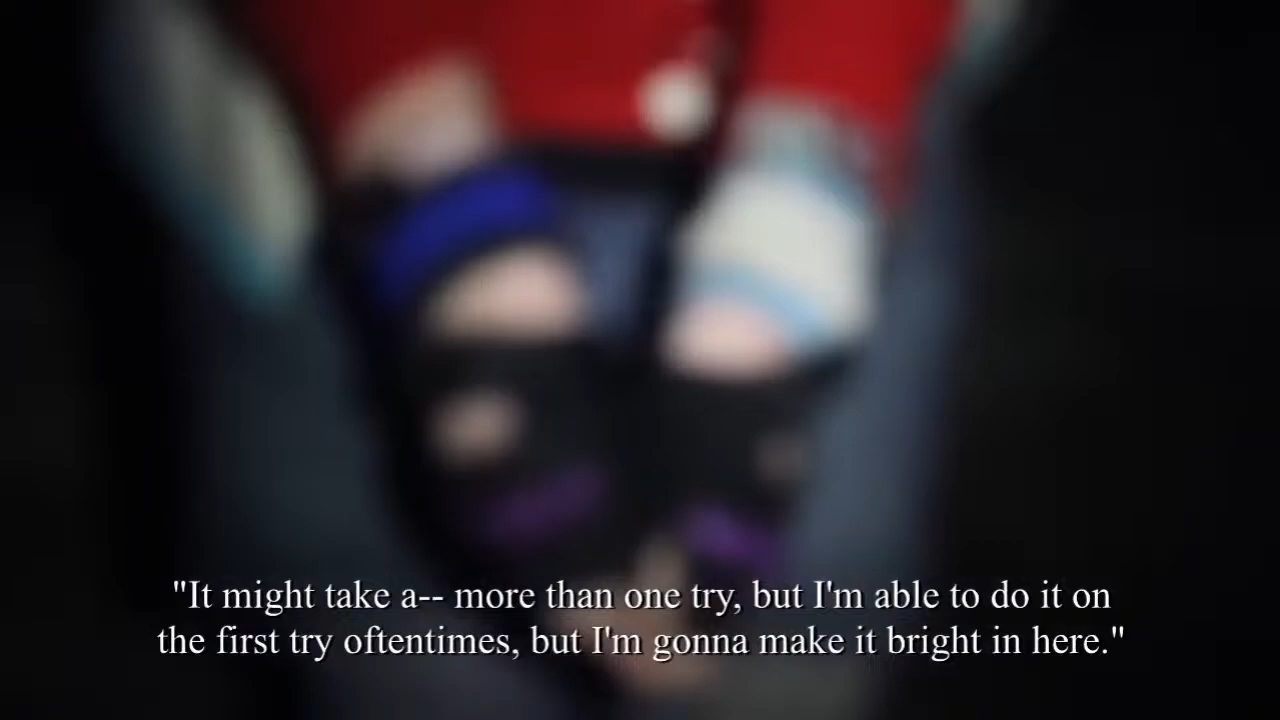 "It might take a-- more than one try, but I'm able to do it on
the first try oftentimes, but I'm gonna make it bright in here."